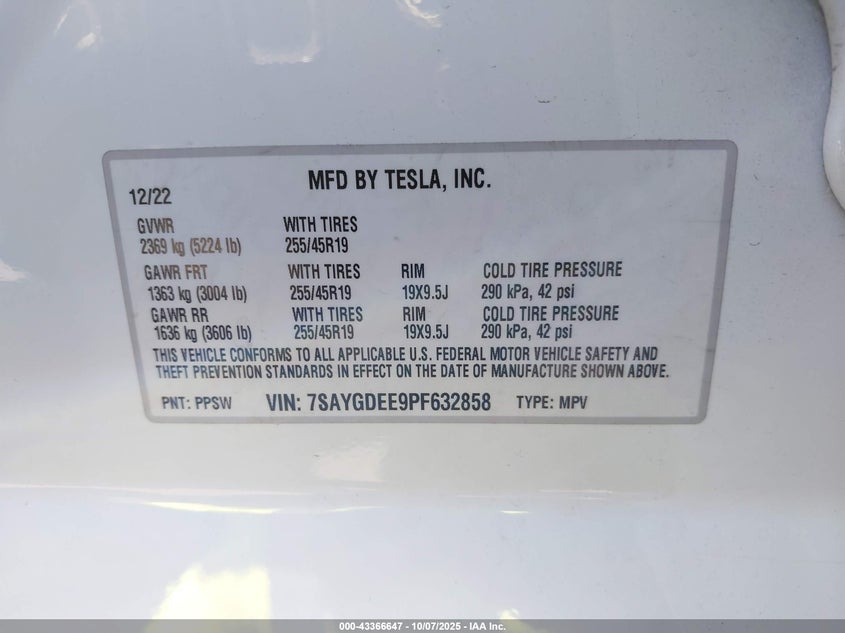 MFD BY TESLA, INC.
12/22
GVWR WITH TIRES
2369 kg (5224 lb) 255/45R19
GAWR FRT WITH TIRES RIM COLD TIRE PRESSURE
1363 kg (3004 lb) 255/45R19 19X9.5J 290 kPa, 42 psi
GAWR RR WITH TIRES RIM COLD TIRE PRESSURE
1636 kg (3606 lb) 255/45R19 19X9.5J 290 kPa, 42 psi
THIS VEHICLE CONFORMS TO ALL APPLICABLE U.S. FEDERAL MOTOR VEHICLE SAFETY AND
THEFT PREVENTION STANDARDS IN EFFECT ON THE DATE OF MANUFACTURE SHOWN ABOVE.
PNT: PPSW VIN: 7SAYGDEE9PF632858 TYPE: MPV
000-43366647 - 10/07/2025 - IAA Inc.